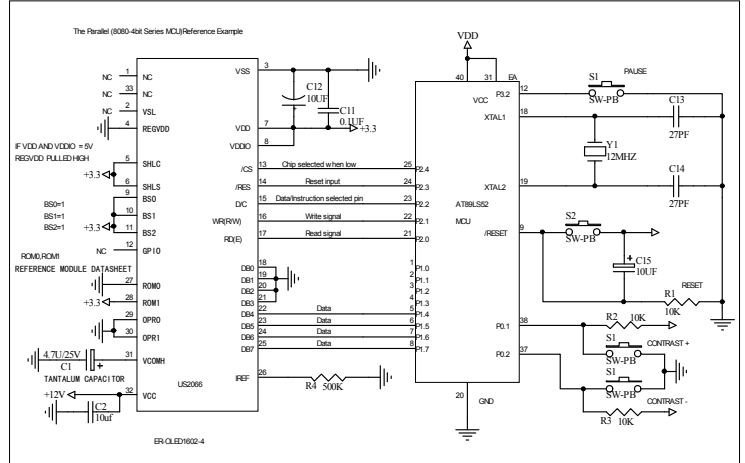 The Parallel (8080-4bit Series MCU)Reference Example
VDD
NC 1 NC
NC 33 NC
NC 2 VSL
4 REGVDD
IF VDD AND VDDIO = 5V
REGVDD PULLED HIGH
5 SHLC
+3.3
6 SHLS
9 BS0
BS0=1
BS1=1
BS2=1
10 BS1
+3.3
11 BS2
NC 12 GPIO
ROM0,ROM1
REFERENCE MODULE DATASHEET
27 ROM0
+3.3 28 ROM1
29 OPR0
30 OPR1
4.7U/25V
C1
+
31 VCOMH
TANTALUM CAPACITOR
+12V 32 VCC
C2
10uf
US2066
ER-OLED1602-4
VSS 3
C12
10UF
+
C11
0.1UF
VDD 7
+3.3
VDDIO 8
/CS 13 Chip selected when low 25 P2.4
/RES 14 Reset input 24 P2.3
D/C 15 Data/Instruction selected pin 23 P2.2
WR(R/W) 16 Write signal 22 P2.1
RD(E) 17 Read signal 21 P2.0
DB0 18
DB1 19
DB2 20
DB3 21
DB4 22 Data 5 P1.4
DB5 23 Data 6 P1.5
DB6 24 Data 7 P1.6
DB7 25 Data 8 P1.7
IREF 26
R4 500K
1 P1.0
2 P1.1
3 P1.2
4 P1.3
40
31 EA
VCC
AT89LS52
MCU
20
GND
P3.2 12
S1
SW-PB
PAUSE
XTAL1 18
C13
27PF
Y1
12MHZ
XTAL2 19
C14
27PF
/RESET 9
S2
SW-PB
+
C15
10UF
RESET
R1
10K
P0.1 38
R2 10K
S1
SW-PB
CONTRAST +
P0.2 37
S1
SW-PB
CONTRAST -
R3 10K